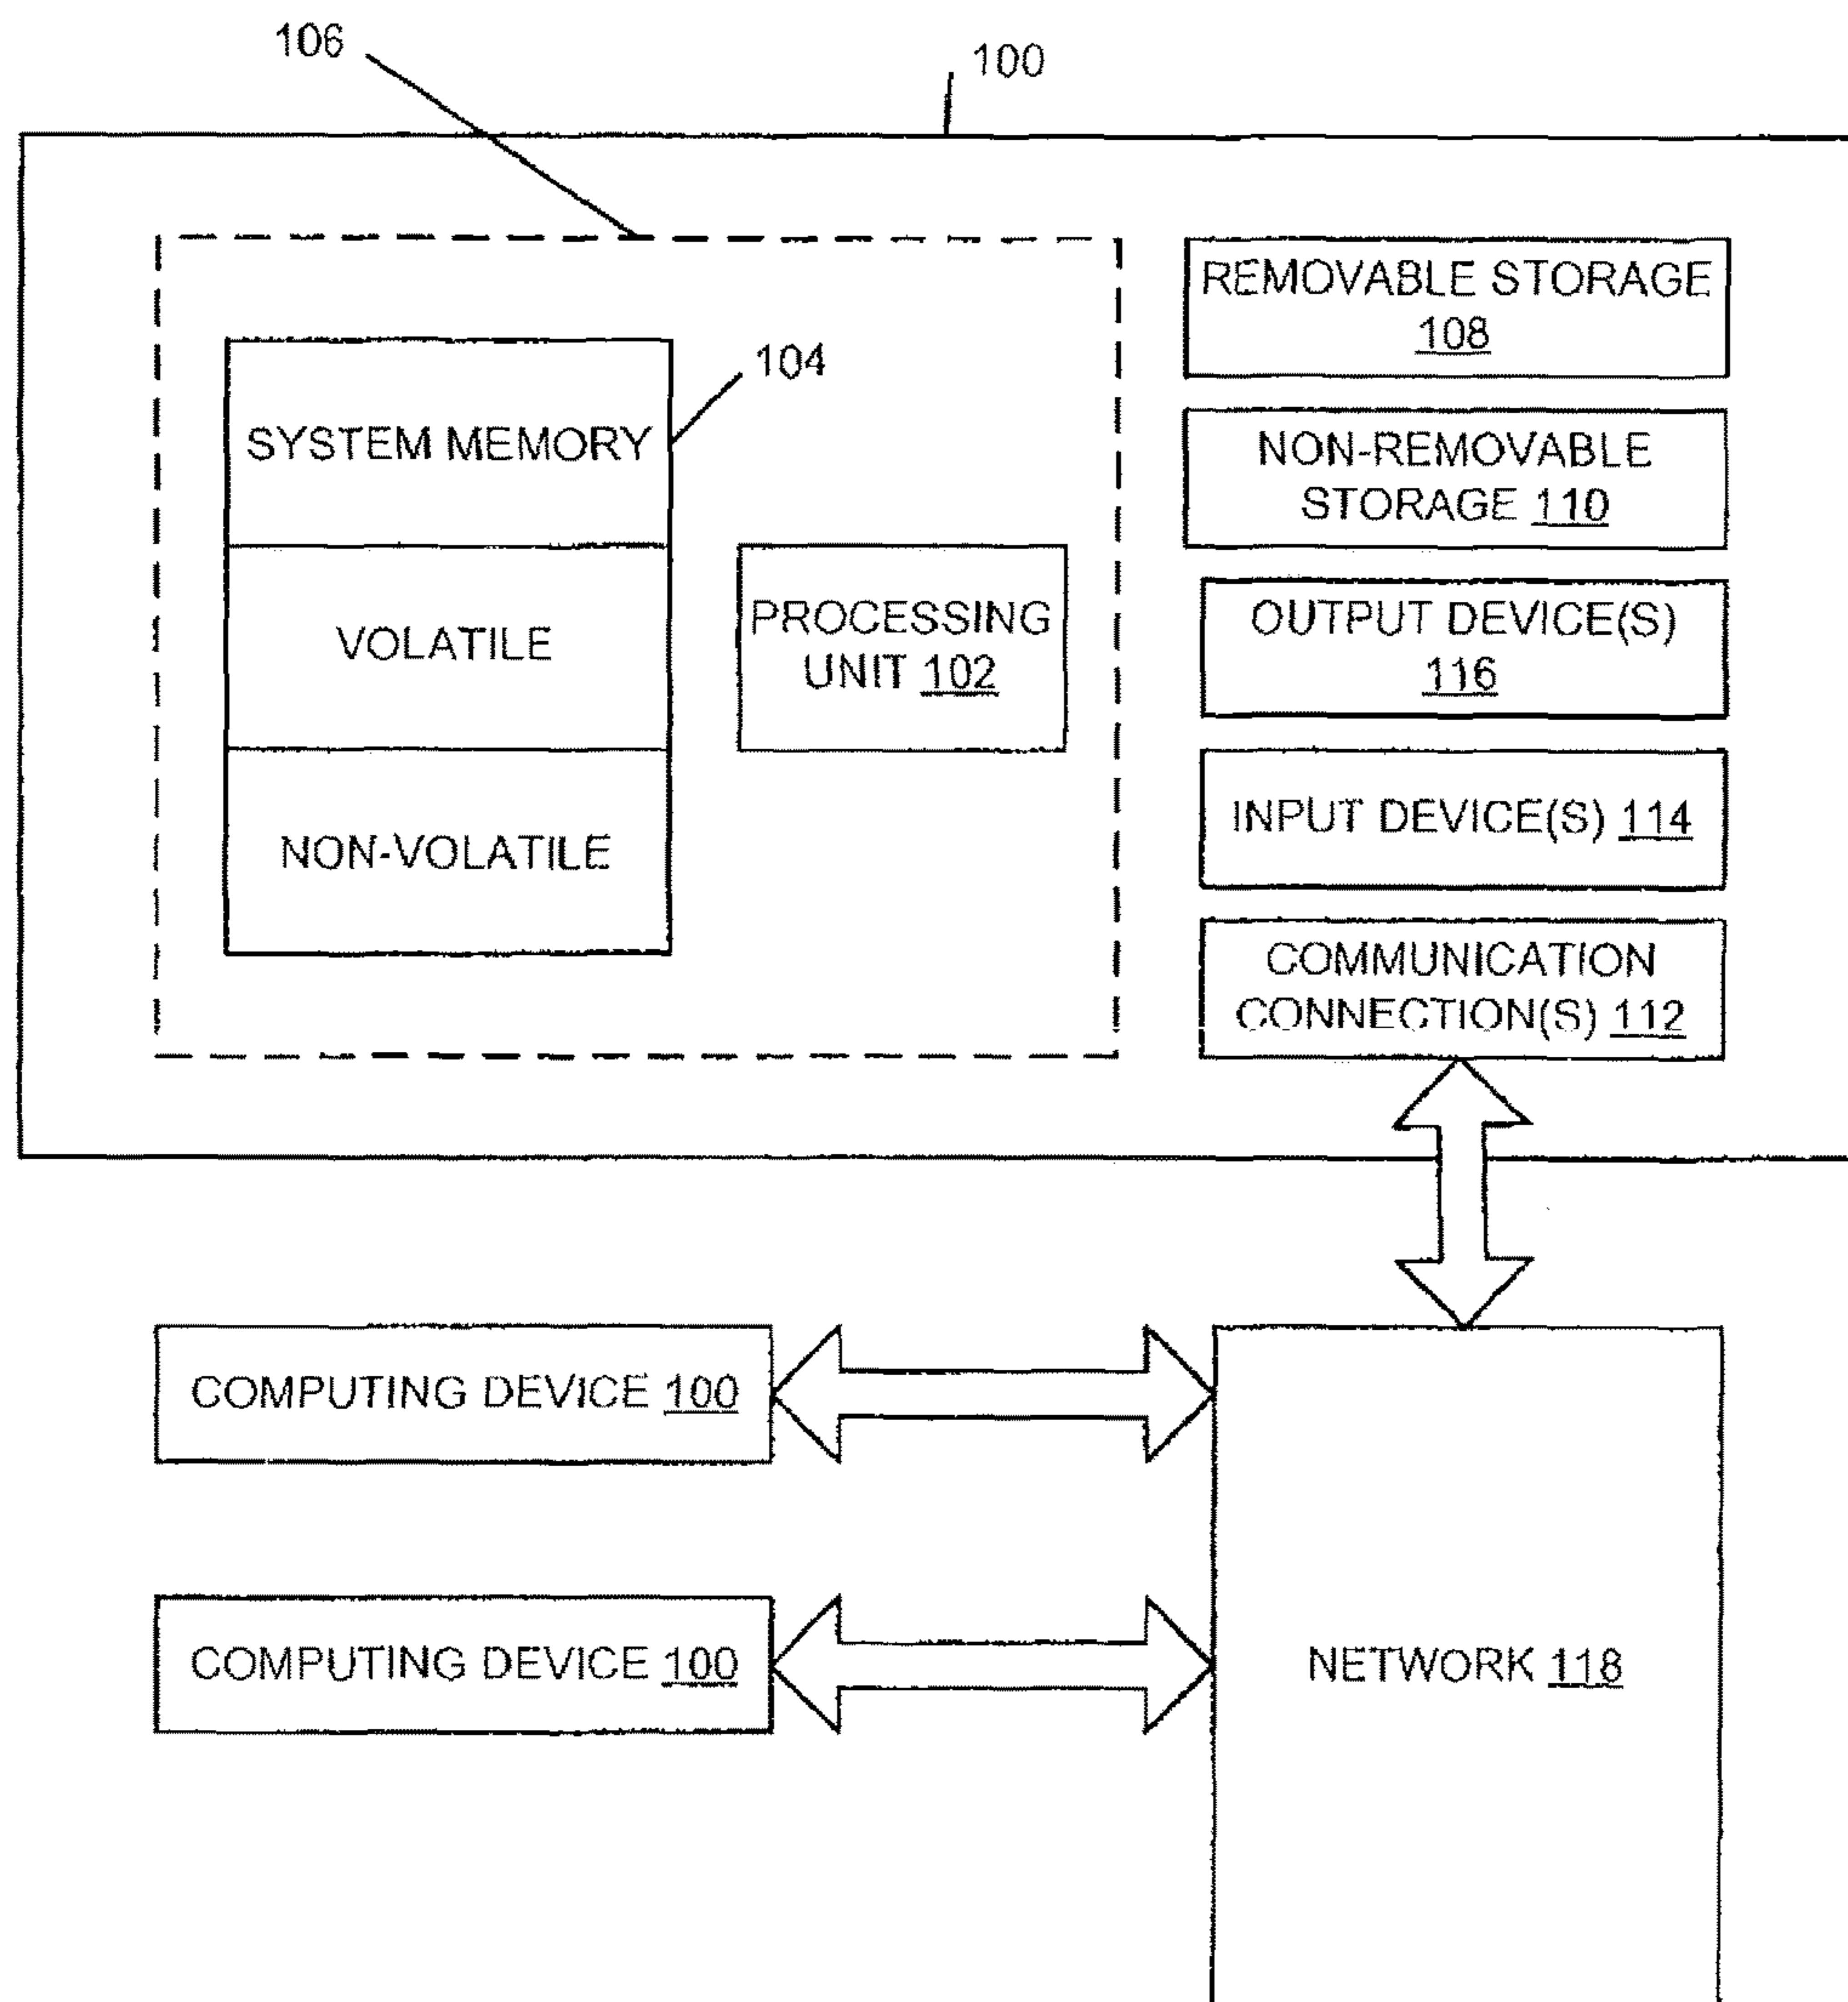 106
100
REMOVABLE STORAGE
108
104
SYSTEM MEMORY
NON-REMOVABLE
STORAGE 110
VOLATILE
PROCESSING
UNIT 102
OUTPUT DEVICE(S)
116
NON-VOLATILE
INPUT DEVICE(S) 114
COMMUNICATION
CONNECTION(S) 112
COMPUTING DEVICE 100
COMPUTING DEVICE 100
NETWORK 118